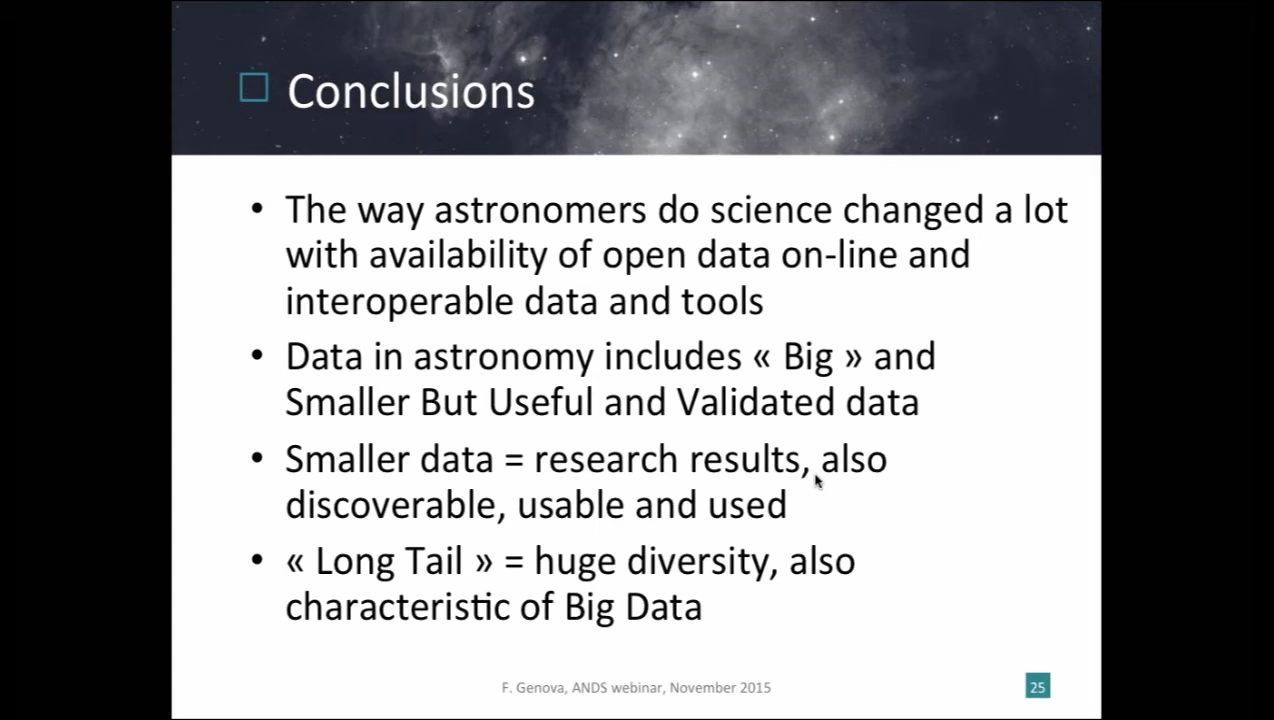 Conclusions
• The way astronomers do science changed a lot
with availability of open data on-line and
interoperable data and tools
• Data in astronomy includes « Big » and
Smaller But Useful and Validated data
• Smaller data = research results, also
discoverable, usable and used
• « Long Tail » = huge diversity, also
characteristic of Big Data
F. Genova, ANDS webinar, November 2015
25